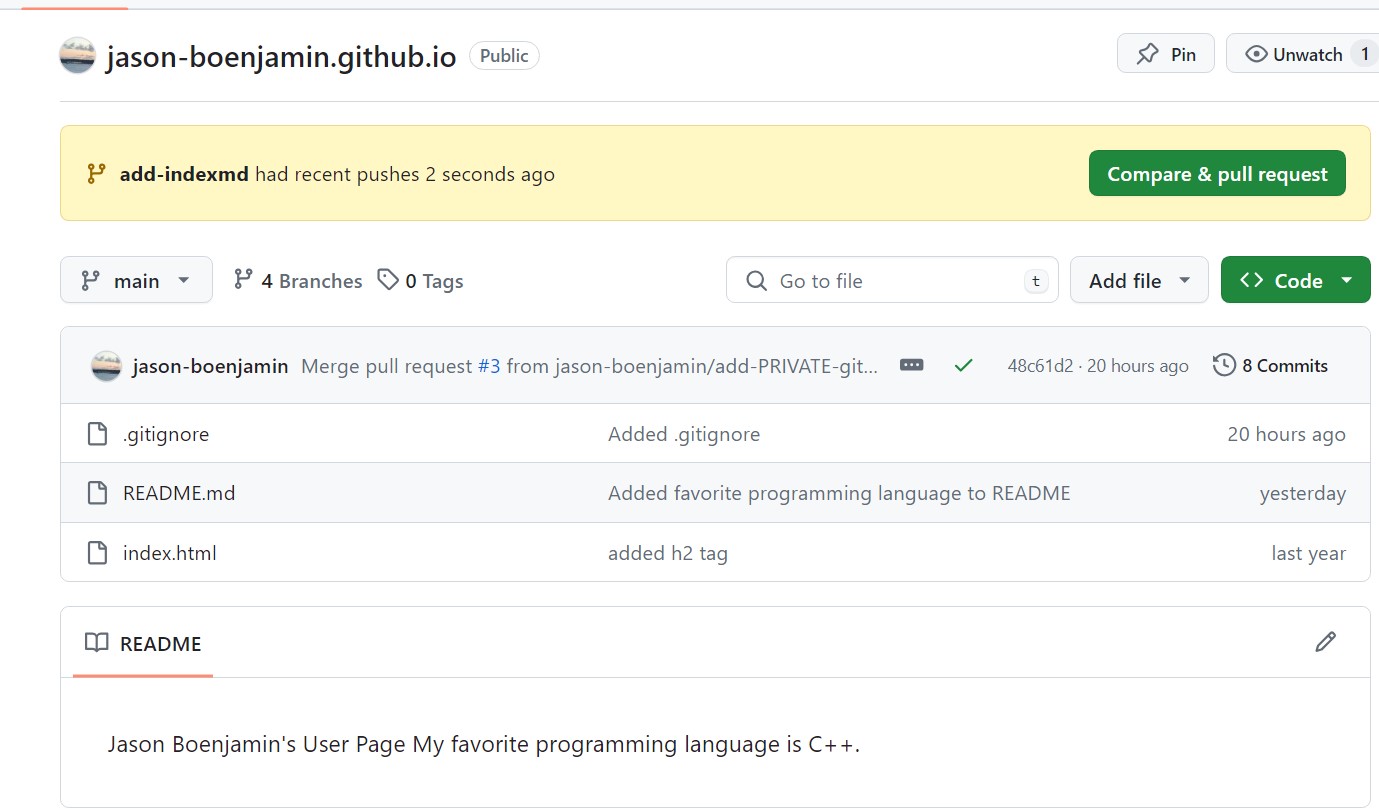 jason-boenjamin.github.io Public Pin Unwatch 1
add-indexmd had recent pushes 2 seconds ago Compare & pull request
main 4 Branches 0 Tags Go to file t Add file Code
jason-boenjamin Merge pull request #3 from jason-boenjamin/add-PRIVATE-git... 48c61d2 · 20 hours ago 8 Commits
.gitignore Added .gitignore 20 hours ago
README.md Added favorite programming language to README yesterday
index.html added h2 tag last year
README
Jason Boenjamin's User Page My favorite programming language is C++.